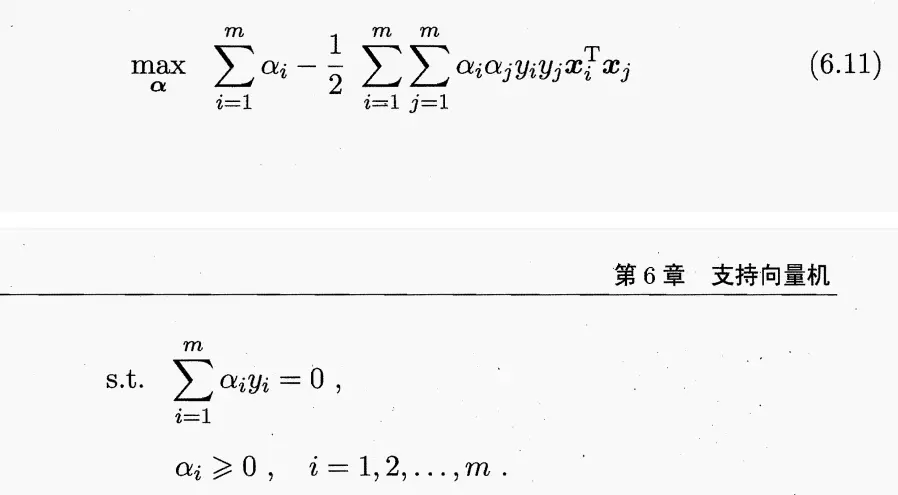 $$\max_{\boldsymbol{\alpha}} \ \sum_{i=1}^{m} \alpha_i - \frac{1}{2} \sum_{i=1}^{m} \sum_{j=1}^{m} \alpha_i \alpha_j y_i y_j \boldsymbol{x}_i^{\mathrm{T}} \boldsymbol{x}_j \quad (6.11)$$
第 6 章 支持向量机
$$\text{s.t.} \ \sum_{i=1}^{m} \alpha_i y_i = 0 \ ,$$
$$\alpha_i \geqslant 0 \ , \quad i = 1, 2, \ldots, m \ .$$